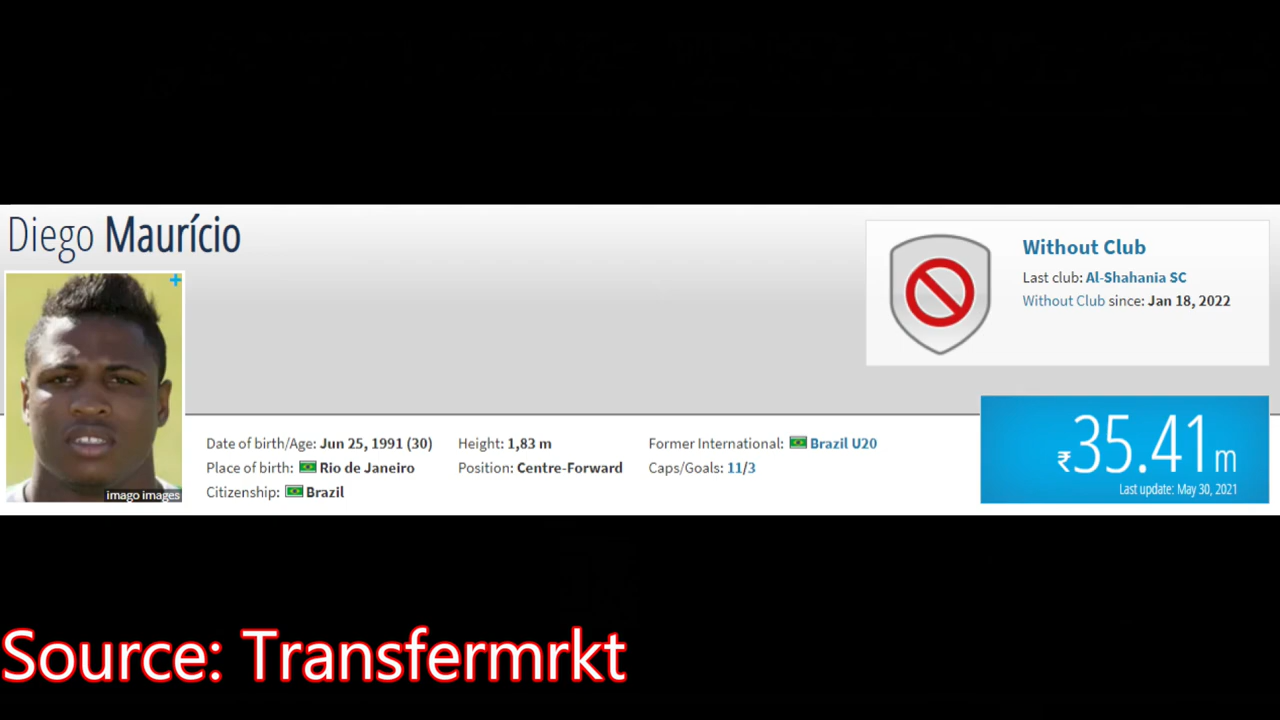 Diego Maurício
+
imago images
Without Club
Last club: Al-Shahania SC
Without Club since: Jan 18, 2022
Date of birth/Age: Jun 25, 1991 (30)
Place of birth: Rio de Janeiro
Citizenship: Brazil
Height: 1,83 m
Position: Centre-Forward
Former International: Brazil U20
Caps/Goals: 11/3
₹35.41m
Last update: May 30, 2021
Source: Transfermrkt